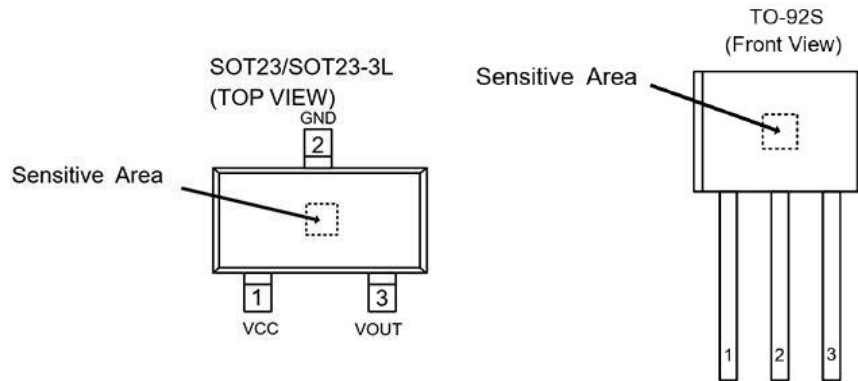 SOT23/SOT23-3L
(TOP VIEW)
GND
2
Sensitive Area
1
3
VCC
VOUT
TO-92S
(Front View)
Sensitive Area
1
2
3